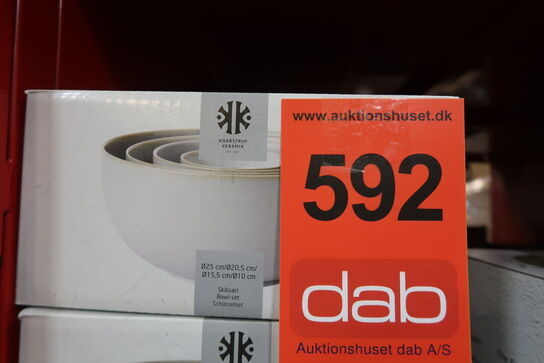 KNABSTRUP
KERAMIK
Ø25 cm/Ø20,5 cm/
Ø15,5 cm/Ø10 cm
Skålsæt
Bowl-set
Schüsselset
www.auktionshuset.dk
592
dab
Auktionshuset dab A/S